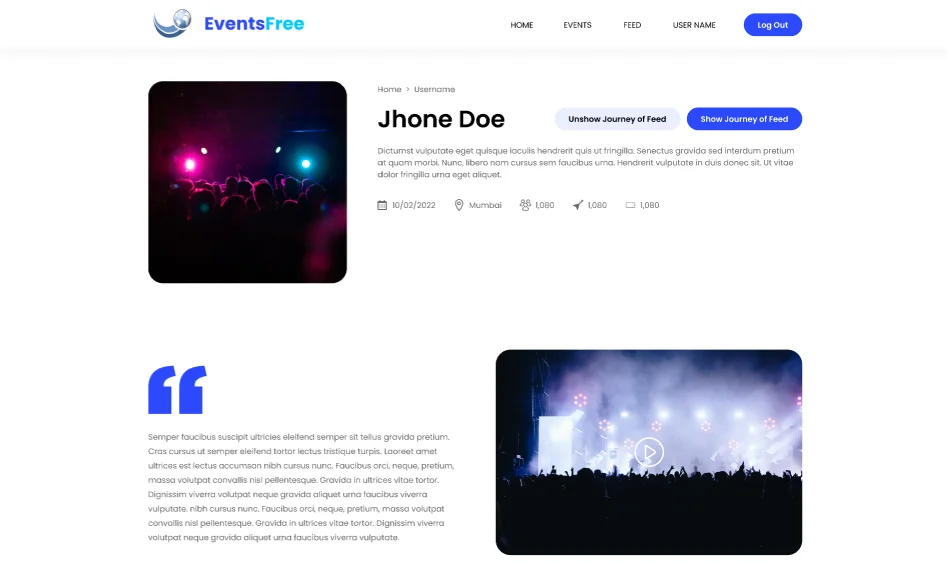 EventsFree
HOME
EVENTS
FEED
USER NAME
Log Out
Home > Username
Jhone Doe
Unshow Journey of Feed
Show Journey of Feed
Dictumst vulputate eget quisque iaculis hendrerit quis ut fringilla. Senectus gravida sed interdum pretium
at quam morbi. Nunc, libero nam cursus sem faucibus urna. Hendrerit vulputate in duis donec sit. Ut vitae
dolor fringilla urna eget aliquet.
10/02/2022
Mumbai
1,080
1,080
1,080
Semper faucibus suscipit ultricies eleifend semper sit tellus gravida pretium.
Cras cursus ut semper eleifend tortor lectus tristique turpis. Laoreet amet
ultrices est lectus accumsan nibh cursus nunc. Faucibus orci, neque, pretium,
massa volutpat convallis nisl pellentesque. Gravida in ultrices vitae tortor.
Dignissim viverra volutpat neque gravida aliquet urna faucibus viverra
vulputate. nibh cursus nunc. Faucibus orci, neque, pretium, massa volutpat
convallis nisl pellentesque. Gravida in ultrices vitae tortor. Dignissim viverra
volutpat neque gravida aliquet urna faucibus viverra vulputate.